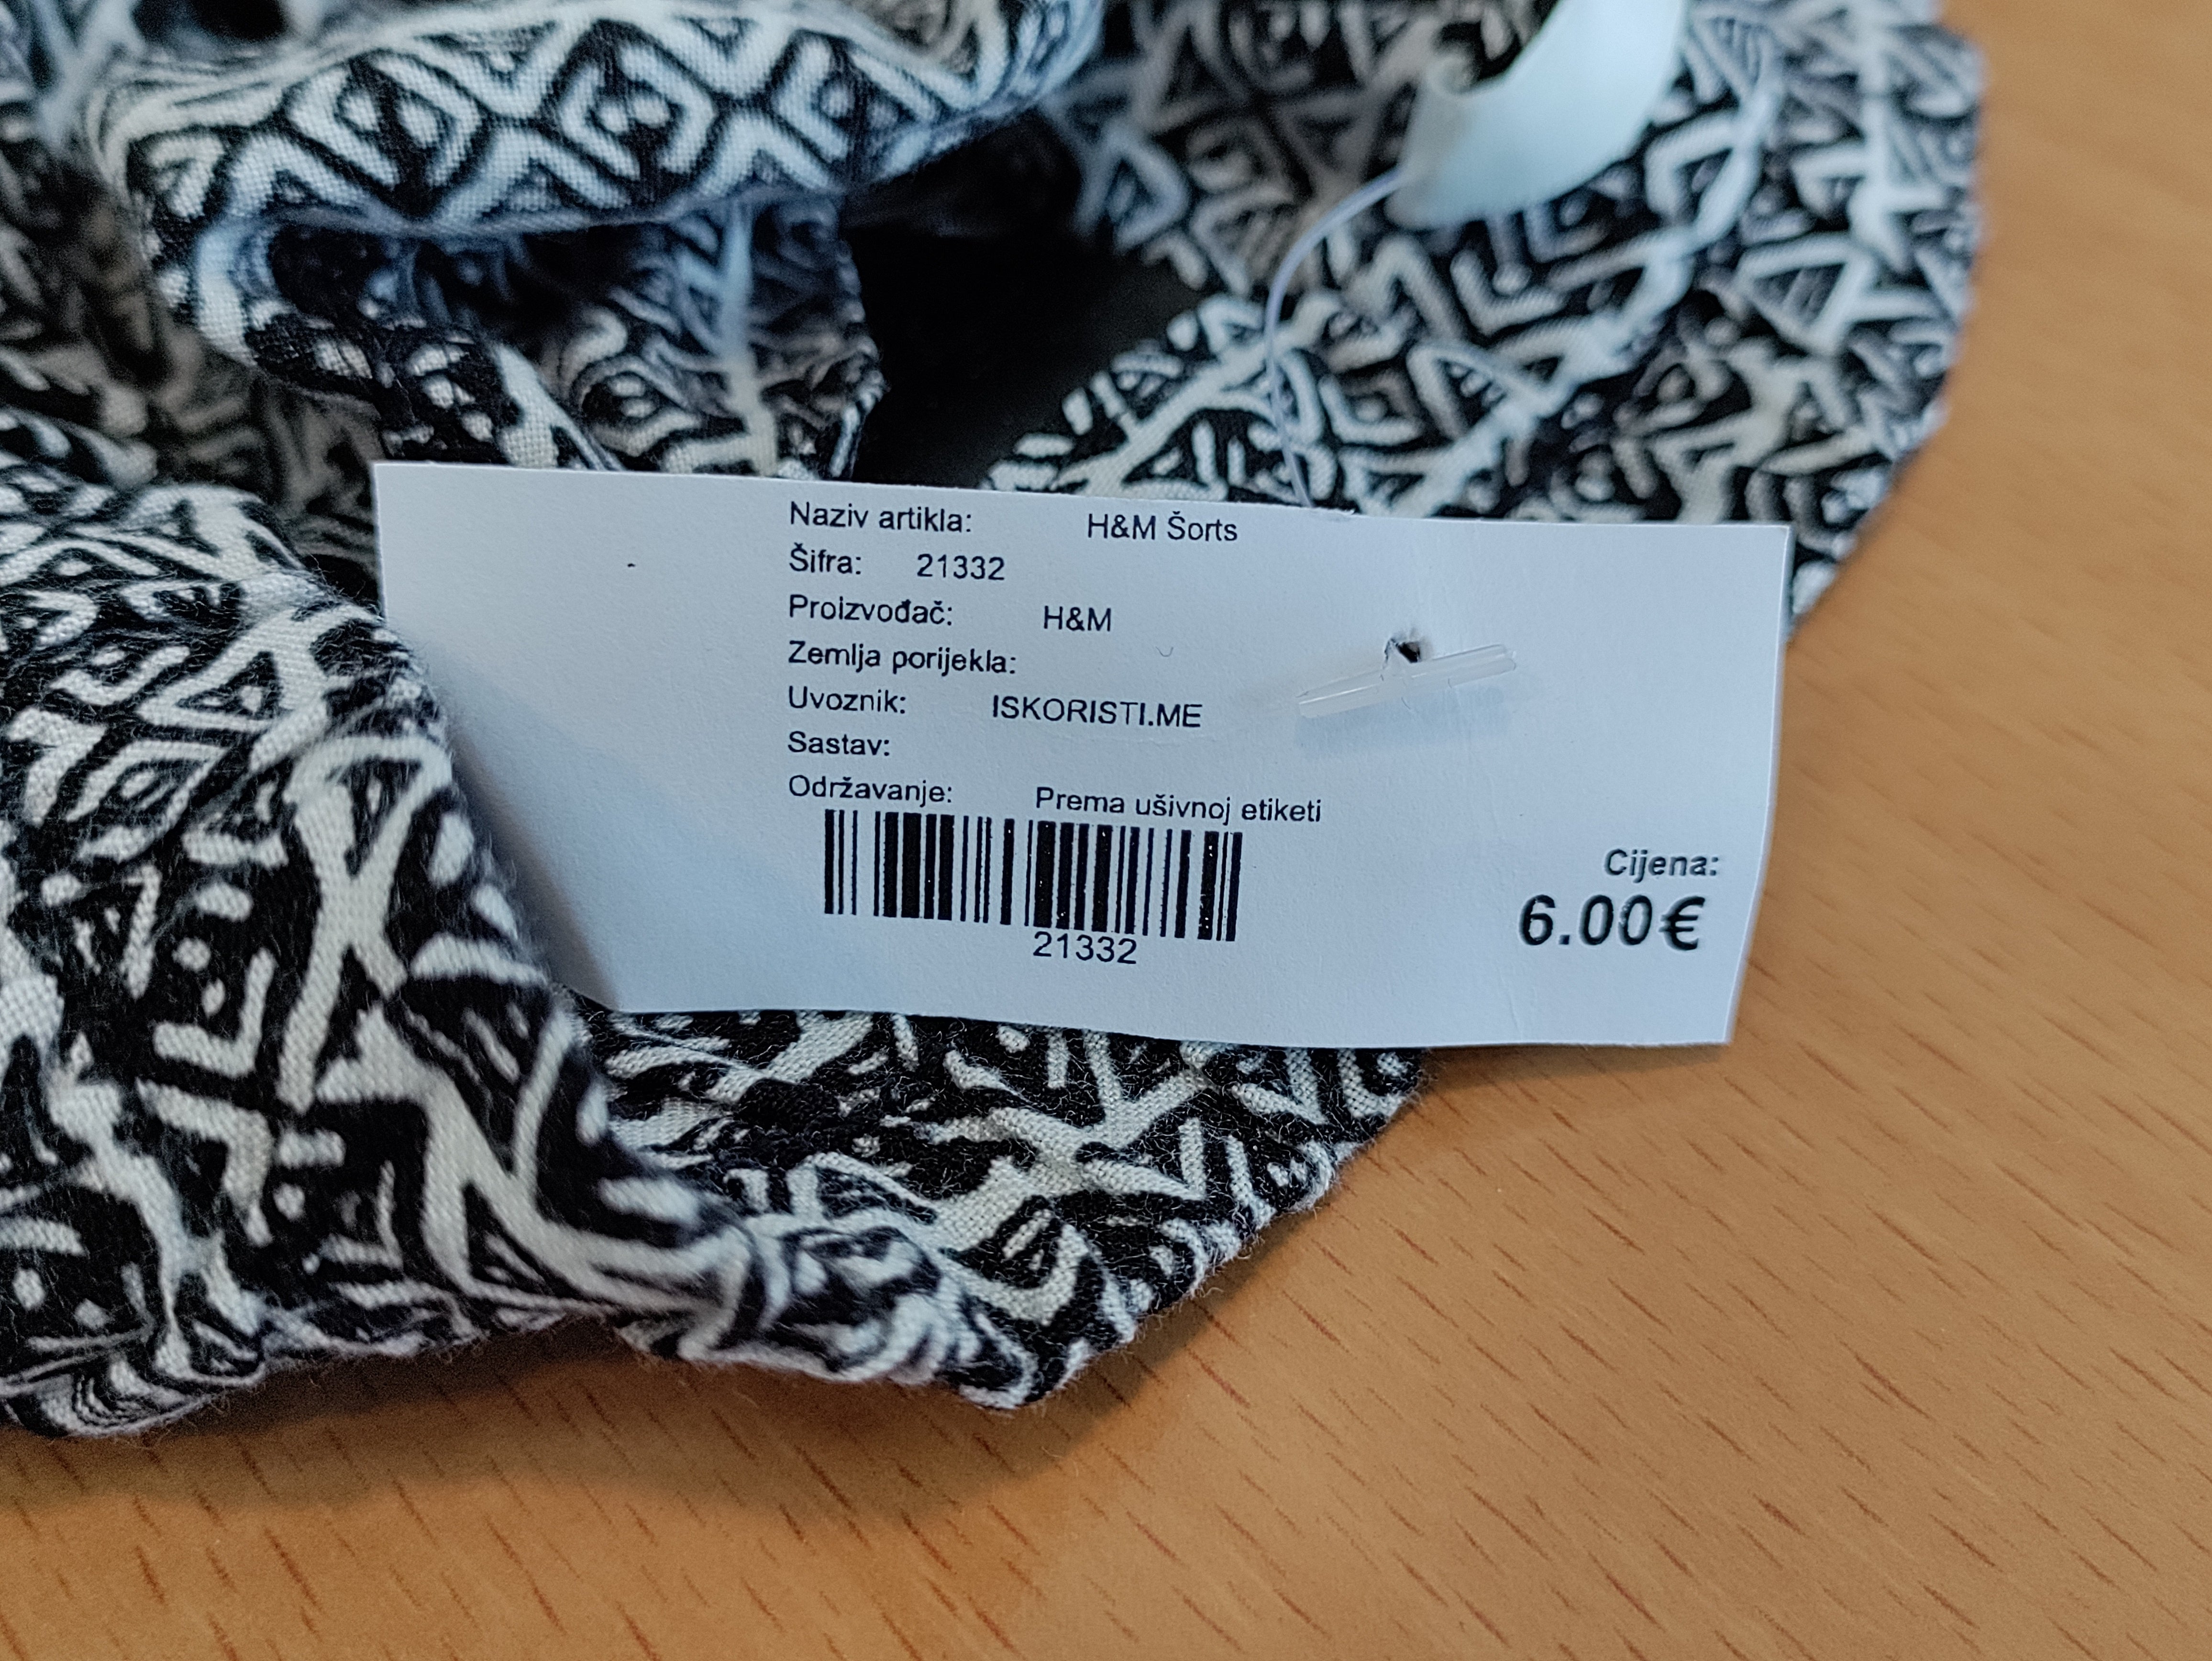 Naziv artikla: H&M Šorts
Šifra: 21332
Proizvođač: H&M
Zemlja porijekla:
Uvoznik: ISKORISTI.ME
Sastav:
Održavanje: Prema ušivnoj etiketi
21332
Cijena:
6.00€